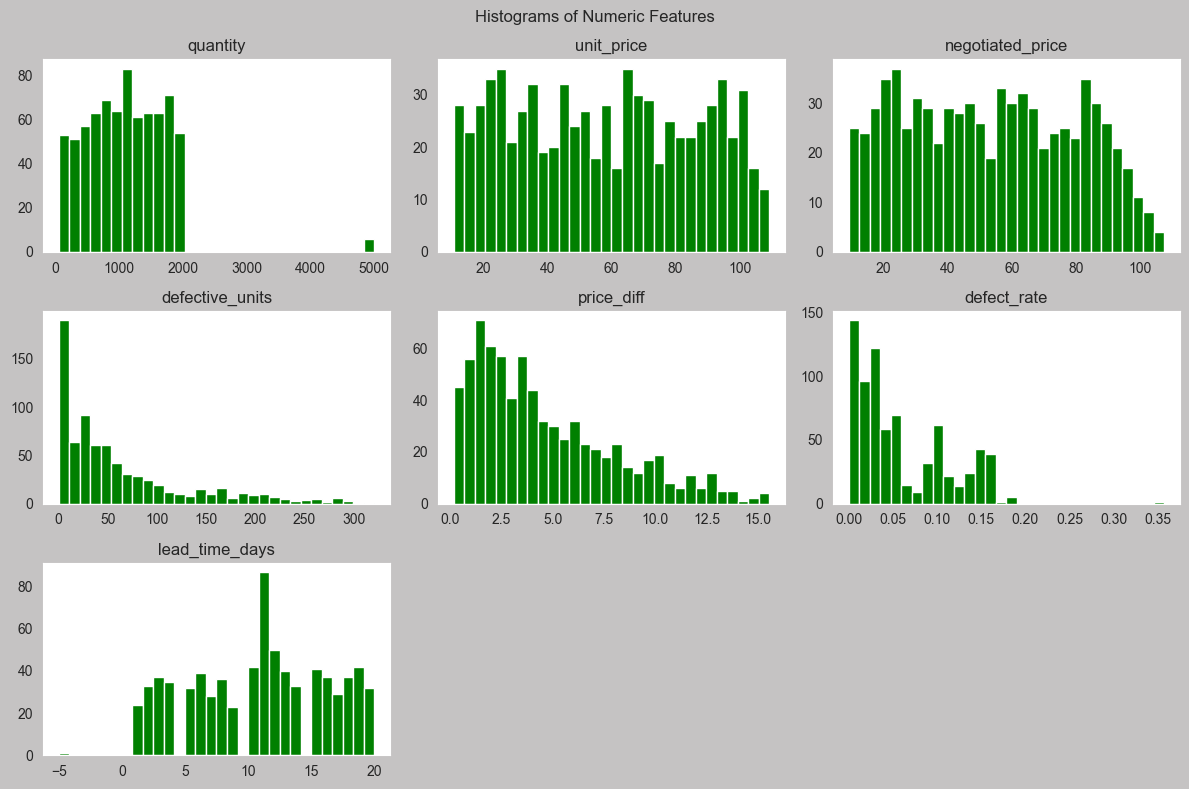 Histograms of Numeric Features
quantity
80
60
40
20
0
0 1000 2000 3000 4000 5000
unit_price
30
20
10
0
20 40 60 80 100
negotiated_price
30
20
10
0
20 40 60 80 100
defective_units
150
100
50
0
0 50 100 150 200 250 300
price_diff
60
40
20
0
0.0 2.5 5.0 7.5 10.0 12.5 15.0
defect_rate
150
100
50
0
0.00 0.05 0.10 0.15 0.20 0.25 0.30 0.35
lead_time_days
80
60
40
20
0
−5 0 5 10 15 20